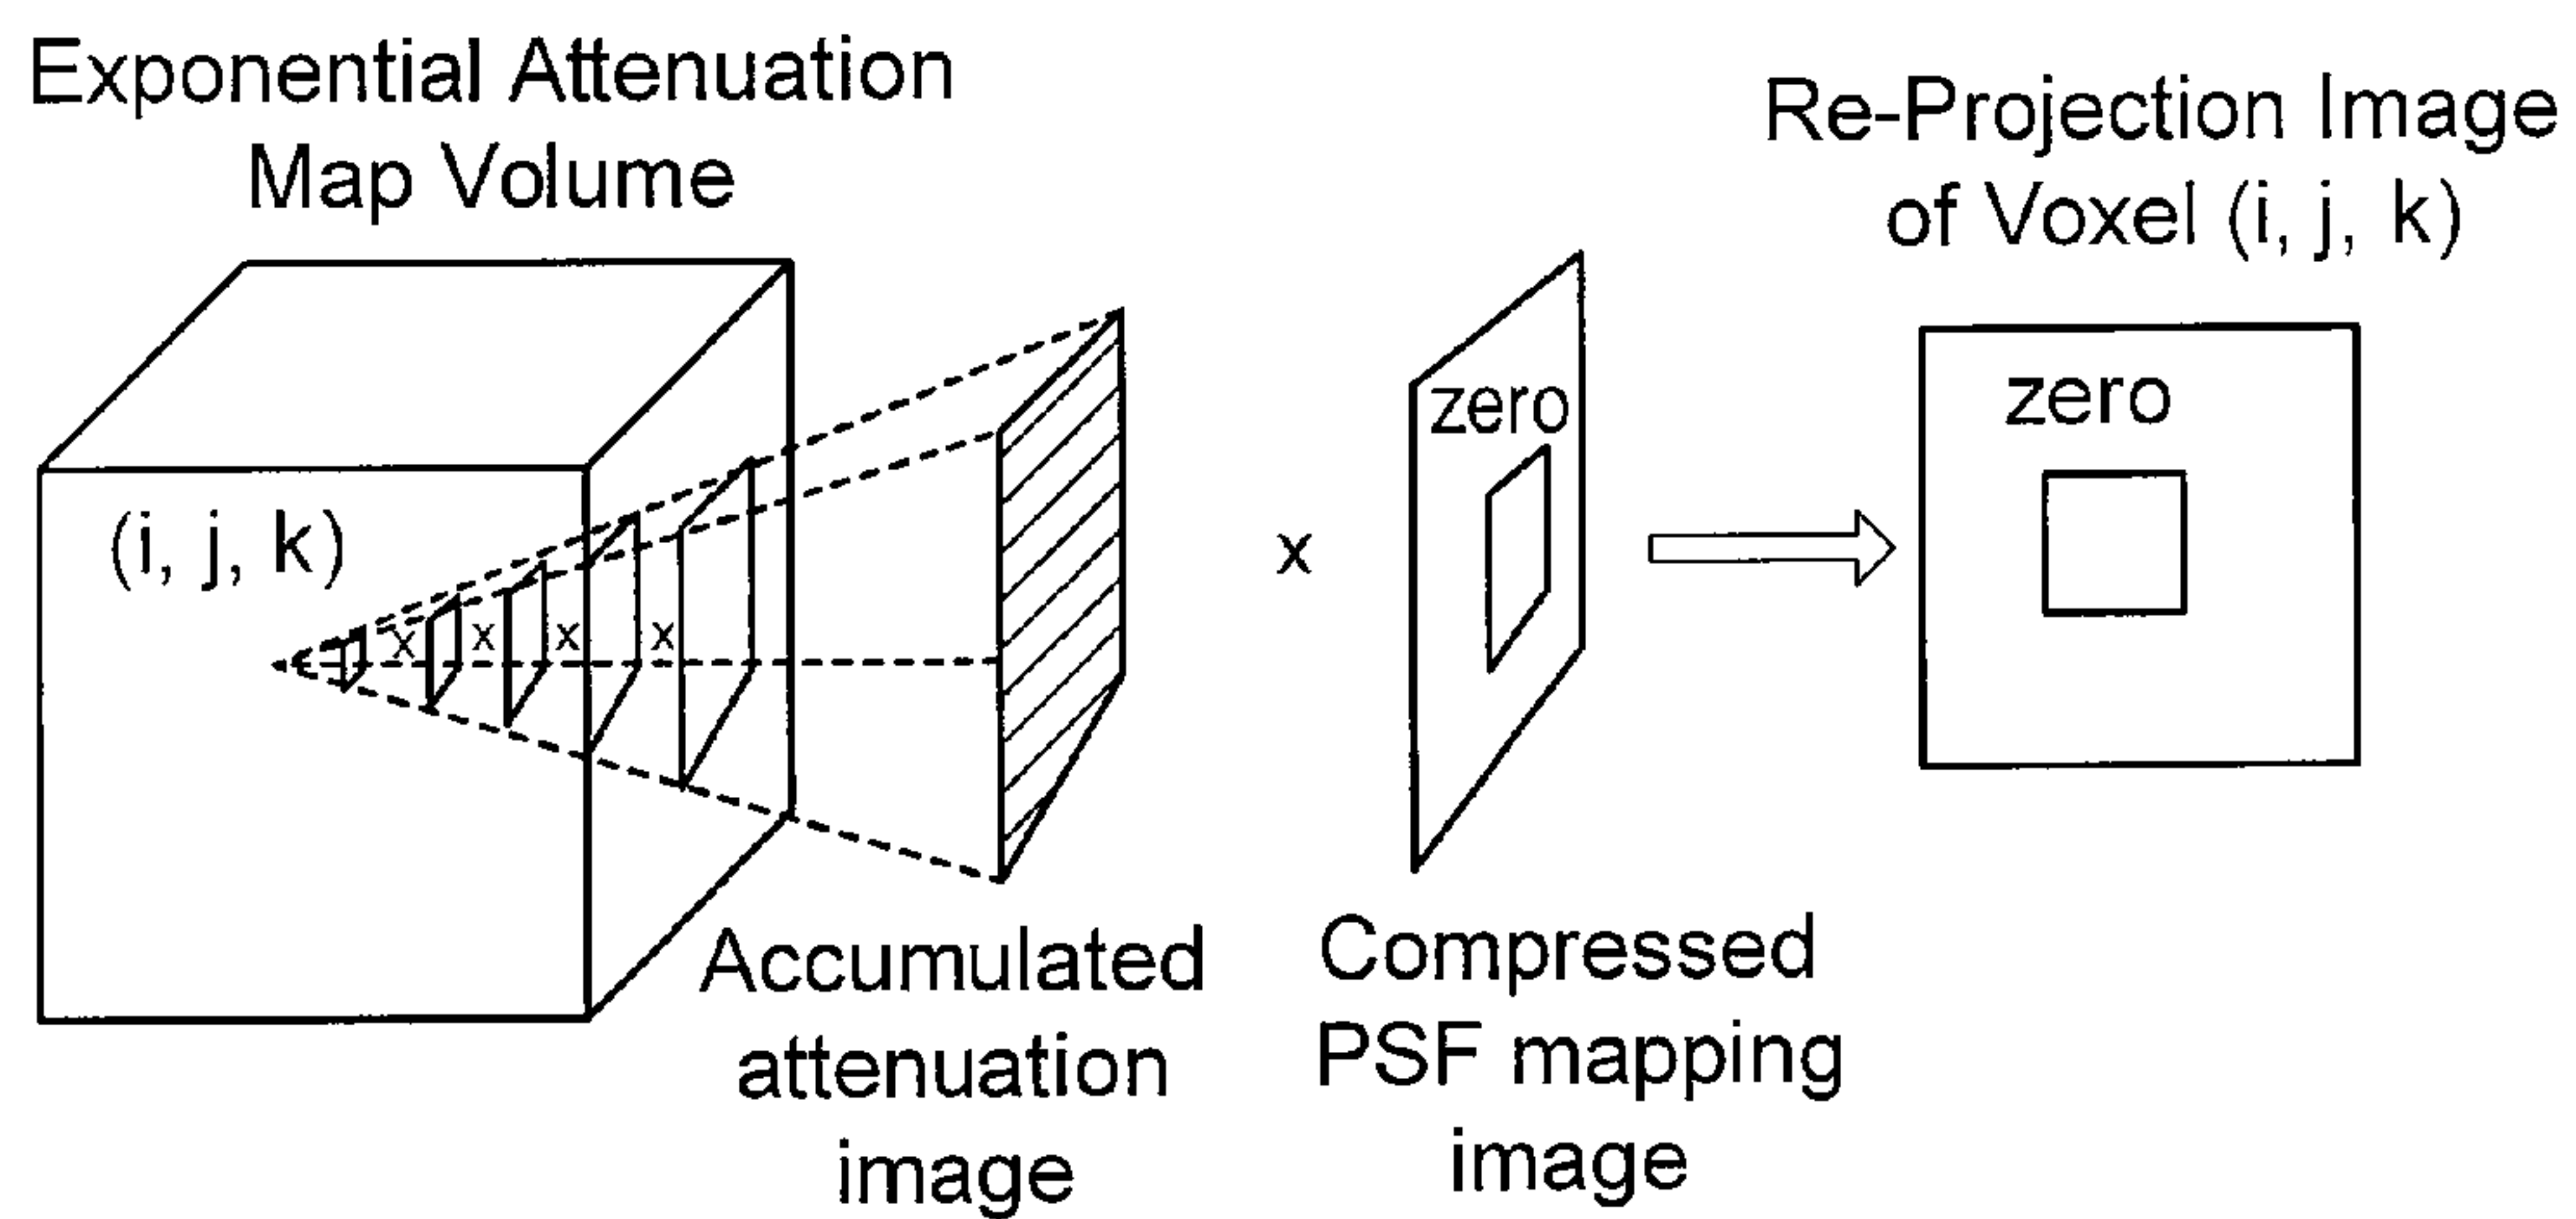 Exponential Attenuation
Map Volume
Re-Projection Image
of Voxel (i, j, k)
(i, j, k)
x x x x
x
zero
zero
Accumulated
attenuation
image
Compressed
PSF mapping
image